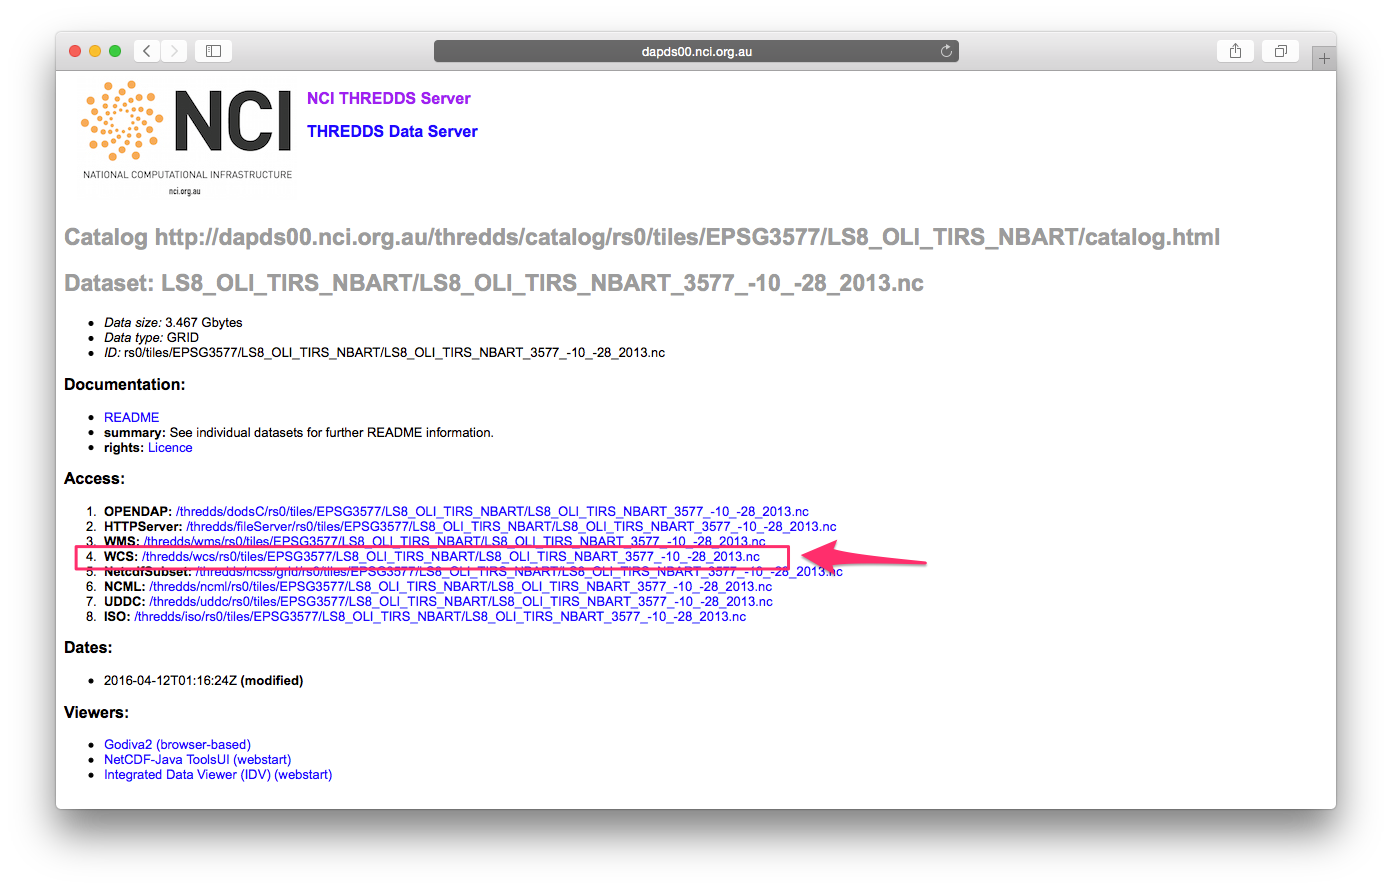 dapds00.nci.org.au
NCI
NATIONAL COMPUTATIONAL INFRASTRUCTURE
nci.org.au
NCI THREDDS Server
THREDDS Data Server
Catalog http://dapds00.nci.org.au/thredds/catalog/rs0/tiles/EPSG3577/LS8_OLI_TIRS_NBART/catalog.html
Dataset: LS8_OLI_TIRS_NBART/LS8_OLI_TIRS_NBART_3577_-10_-28_2013.nc
• Data size: 3.467 Gbytes
• Data type: GRID
• ID: rs0/tiles/EPSG3577/LS8_OLI_TIRS_NBART/LS8_OLI_TIRS_NBART_3577_-10_-28_2013.nc
Documentation:
• README
• summary: See individual datasets for further README information.
• rights: Licence
Access:
1. OPENDAP: /thredds/dodsC/rs0/tiles/EPSG3577/LS8_OLI_TIRS_NBART/LS8_OLI_TIRS_NBART_3577_-10_-28_2013.nc
2. HTTPServer: /thredds/fileServer/rs0/tiles/EPSG3577/LS8_OLI_TIRS_NBART/LS8_OLI_TIRS_NBART_3577_-10_-28_2013.nc
3. WMS: /thredds/wms/rs0/tiles/EPSG3577/LS8_OLI_TIRS_NBART/LS8_OLI_TIRS_NBART_3577_-10_-28_2013.nc
4. WCS: /thredds/wcs/rs0/tiles/EPSG3577/LS8_OLI_TIRS_NBART/LS8_OLI_TIRS_NBART_3577_-10_-28_2013.nc
5. NetcdfSubset: /thredds/ncss/grid/rs0/tiles/EPSG3577/LS8_OLI_TIRS_NBART/LS8_OLI_TIRS_NBART_3577_-10_-28_2013.nc
6. NCML: /thredds/ncml/rs0/tiles/EPSG3577/LS8_OLI_TIRS_NBART/LS8_OLI_TIRS_NBART_3577_-10_-28_2013.nc
7. UDDC: /thredds/uddc/rs0/tiles/EPSG3577/LS8_OLI_TIRS_NBART/LS8_OLI_TIRS_NBART_3577_-10_-28_2013.nc
8. ISO: /thredds/iso/rs0/tiles/EPSG3577/LS8_OLI_TIRS_NBART/LS8_OLI_TIRS_NBART_3577_-10_-28_2013.nc
Dates:
• 2016-04-12T01:16:24Z (modified)
Viewers:
• Godiva2 (browser-based)
• NetCDF-Java ToolsUI (webstart)
• Integrated Data Viewer (IDV) (webstart)